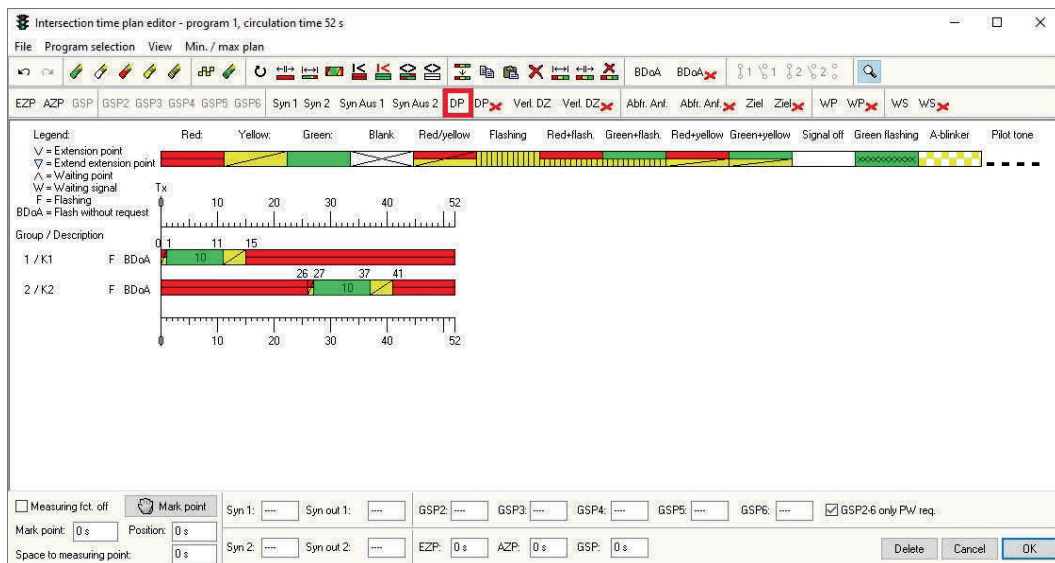 Intersection time plan editor - program 1, circulation time 52 s
File Program selection View Min. / max plan
BDoA BDoA 1 1 2 2
EZP AZP GSP GSP2 GSP3 GSP4 GSP5 GSP6 Syn 1 Syn 2 Syn Aus 1 Syn Aus 2 DP DP Verl. DZ Verl. DZ Abfr. Anf. Abfr. Anf. Ziel Ziel WP WP WS WS
Legend: Red: Yellow: Green: Blank Red/yellow Flashing Red+flash. Green+flash. Red+yellow Green+yellow Signal off Green flashing A-blinker Pilot tone
V = Extension point
∇ = Extend extension point
Λ = Waiting point
W = Waiting signal
F = Flashing
BDoA = Flash without request
Tx
0 10 20 30 40 52
Group / Description
0 1 11 15
1 / K1 F BDoA 10
26 27 37 41
2 / K2 F BDoA 10
0 10 20 30 40 52
Measuring fct. off Mark point Syn 1: ---- Syn out 1: ---- GSP2: ---- GSP3: ---- GSP4: ---- GSP5: ---- GSP6: ---- GSP2-6 only PW req.
Mark point: 0 s Position: 0 s
Space to measuring point: 0 s Syn 2: ---- Syn out 2: ---- EZP: 0 s AZP: 0 s GSP: 0 s Delete Cancel OK